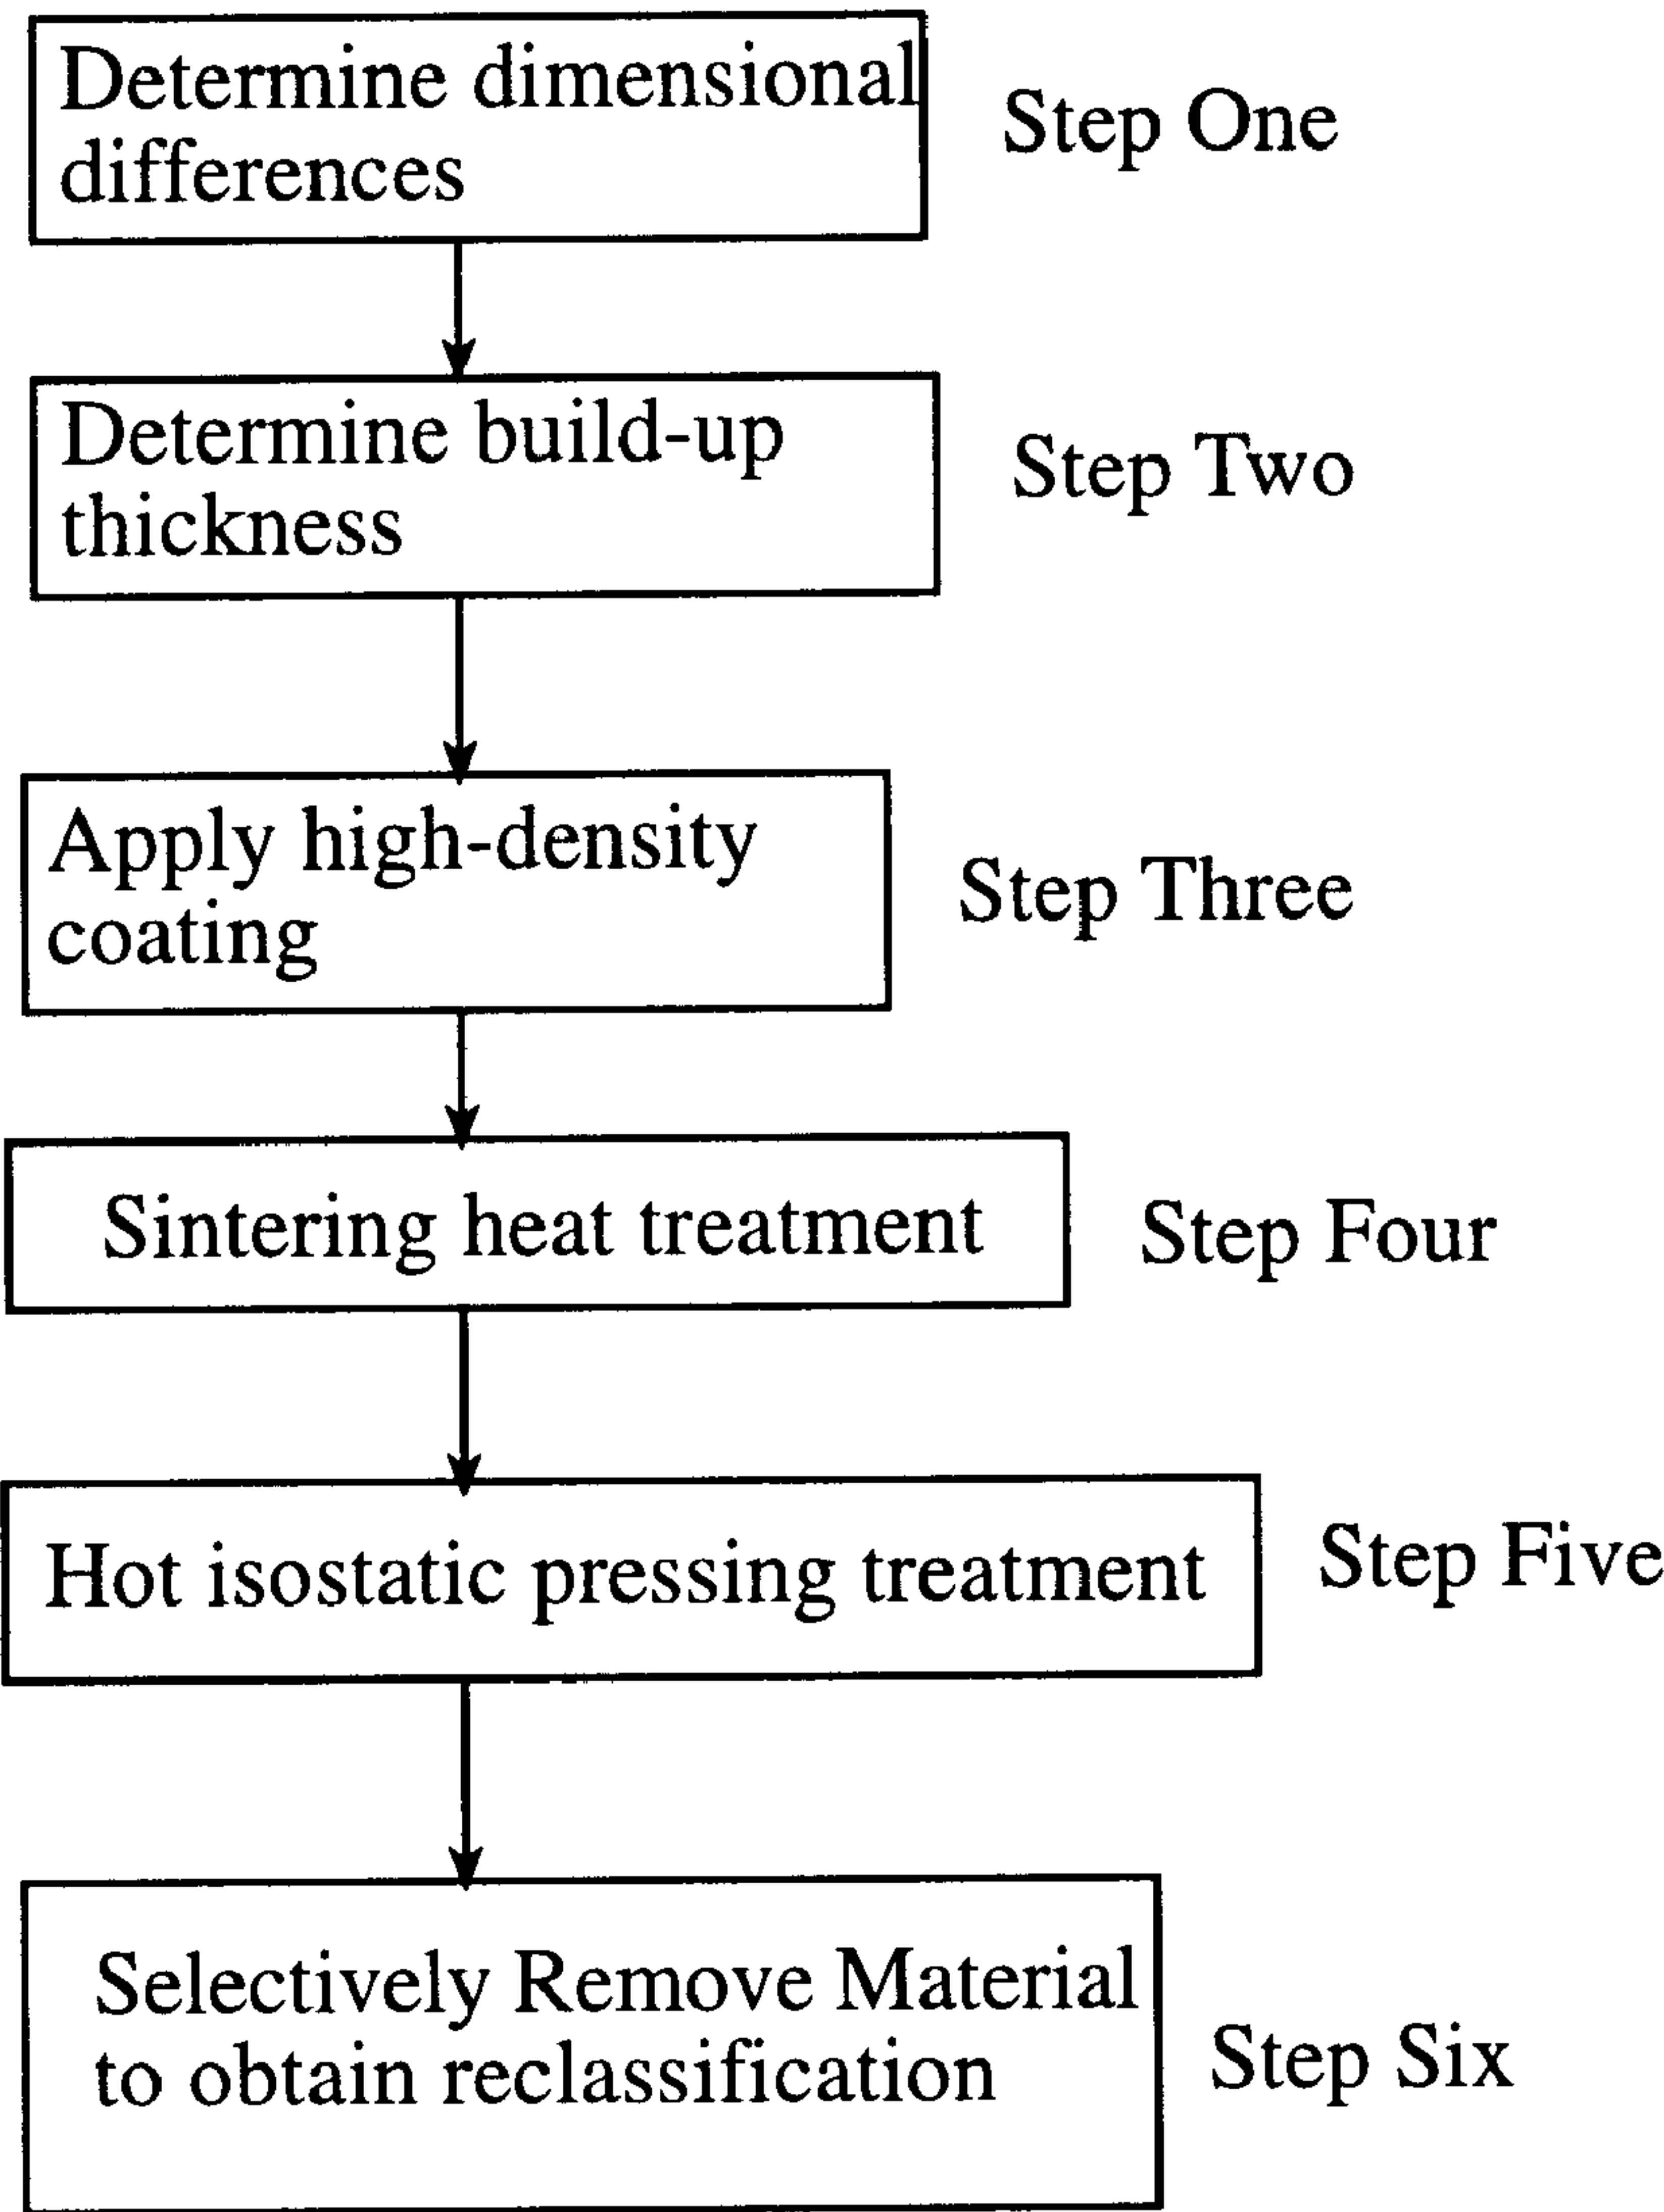 Determine dimensional
differences
Step One
Determine build-up
thickness
Step Two
Apply high-density
coating
Step Three
Sintering heat treatment
Step Four
Hot isostatic pressing treatment
Step Five
Selectively Remove Material
to obtain reclassification
Step Six